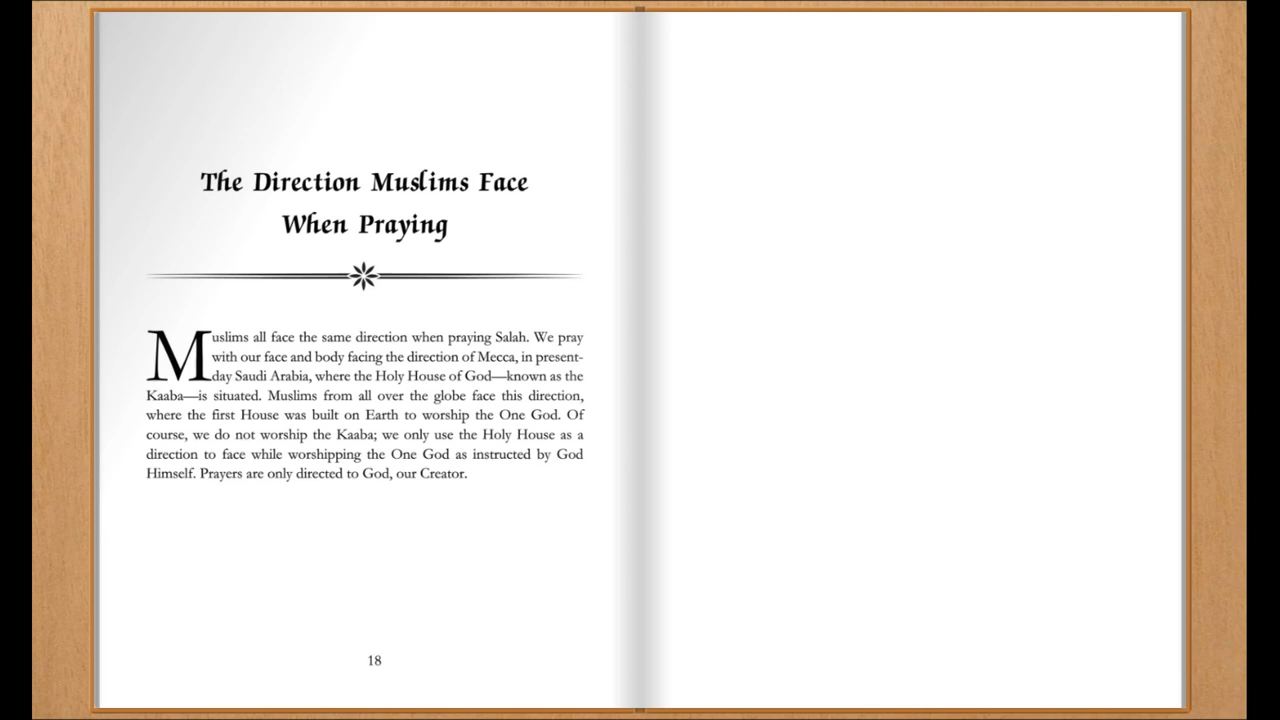 The Direction Muslims Face
When Praying
Muslims all face the same direction when praying Salah. We pray
with our face and body facing the direction of Mecca, in present-
day Saudi Arabia, where the Holy House of God—known as the
Kaaba—is situated. Muslims from all over the globe face this direction,
where the first House was built on Earth to worship the One God. Of
course, we do not worship the Kaaba; we only use the Holy House as a
direction to face while worshipping the One God as instructed by God
Himself. Prayers are only directed to God, our Creator.
18